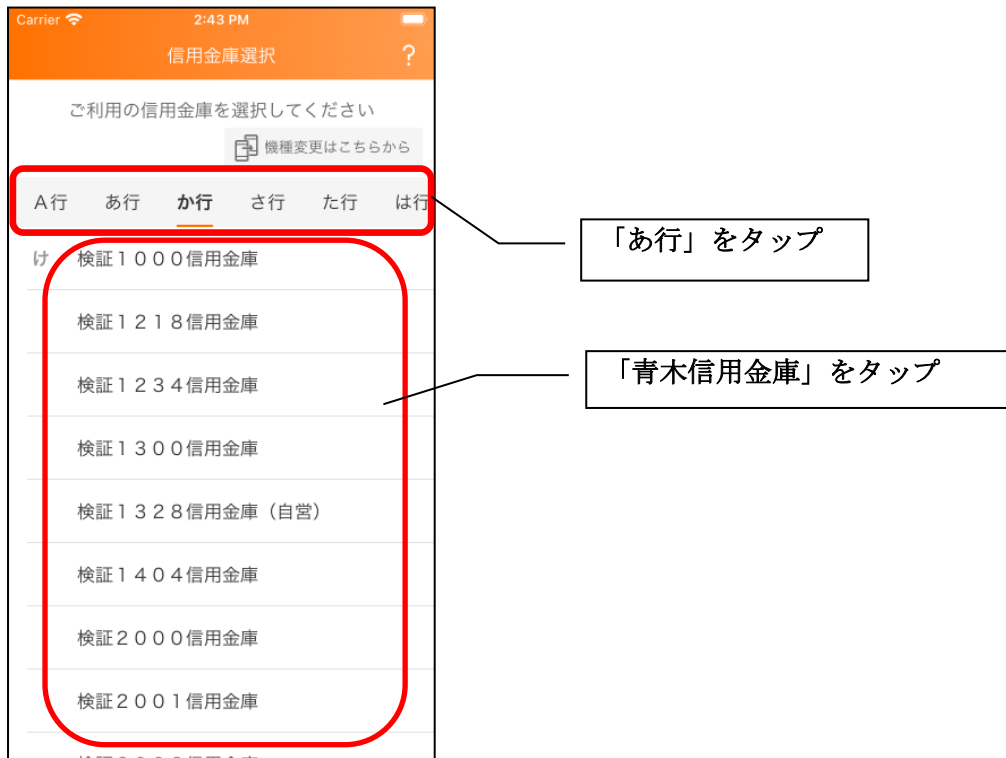 Carrier 2:43 PM
信用金庫選択 ?
ご利用の信用金庫を選択してください
機種変更はこちらから
A行 あ行 か行 さ行 た行 は行
「あ行」をタップ
け 検証1000信用金庫
検証1218信用金庫
「青木信用金庫」をタップ
検証1234信用金庫
検証1300信用金庫
検証1328信用金庫（自営）
検証1404信用金庫
検証2000信用金庫
検証2001信用金庫